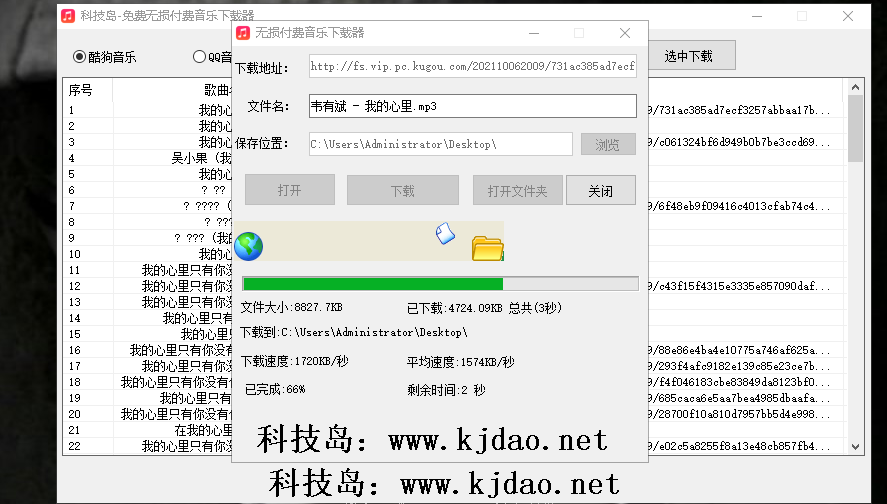 科技岛-免费无损付费音乐下载器
无损付费音乐下载器
酷狗音乐
QQ音
选中下载
下载地址:
http://fs.vip.pc.kugou.com/202110062009/731ac385ad7ecf
文件名:
韦有斌 - 我的心里.mp3
保存位置:
C:\Users\Administrator\Desktop\
浏览
打开
下载
打开文件夹
关闭
文件大小:8827.7KB
已下载:4724.09KB 总共(3秒)
下载到:C:\Users\Administrator\Desktop\
下载速度:1720KB/秒
平均速度:1574KB/秒
已完成:66%
剩余时间:2 秒
科技岛: www.kjdao.net
科技岛: www.kjdao.net
序号
歌曲
1 我的心 9/731ac385ad7ecf3257abbaa17b...
2 我的心
3 我的心 9/c061324bf6d949b0b7be3ccd69...
4 吴小果（我
5 我的心
6 ? ??
7 ? ????（ 9/6f48eb9f09416c4013cfab74c4...
8 ? ???
9 ? ???（我的
10 我的心
11 我的心里只有你没
12 我的心里只有你没 9/c43f15f4315e3335e857090daf...
13 我的心里只有你没
14 我的心里只有
15 我的心里只
16 我的心里只有你没有 9/88e86e4ba4e10775a746af625a...
17 我的心里只有你没 9/293f4afc9182e139c85e23ce7b...
18 我的心里只有你没有你 9/f4f046183cbe83849da8123bf0...
19 我的心里只有 9/685caca6e5aa7bea4985dbaafa...
20 我的心里只有你没有你 9/28700f10a810d7957bb5d4e998...
21 在我的心里
22 我的心里只有你没 9/e02c5a8255f8a13e48cb857fb4...